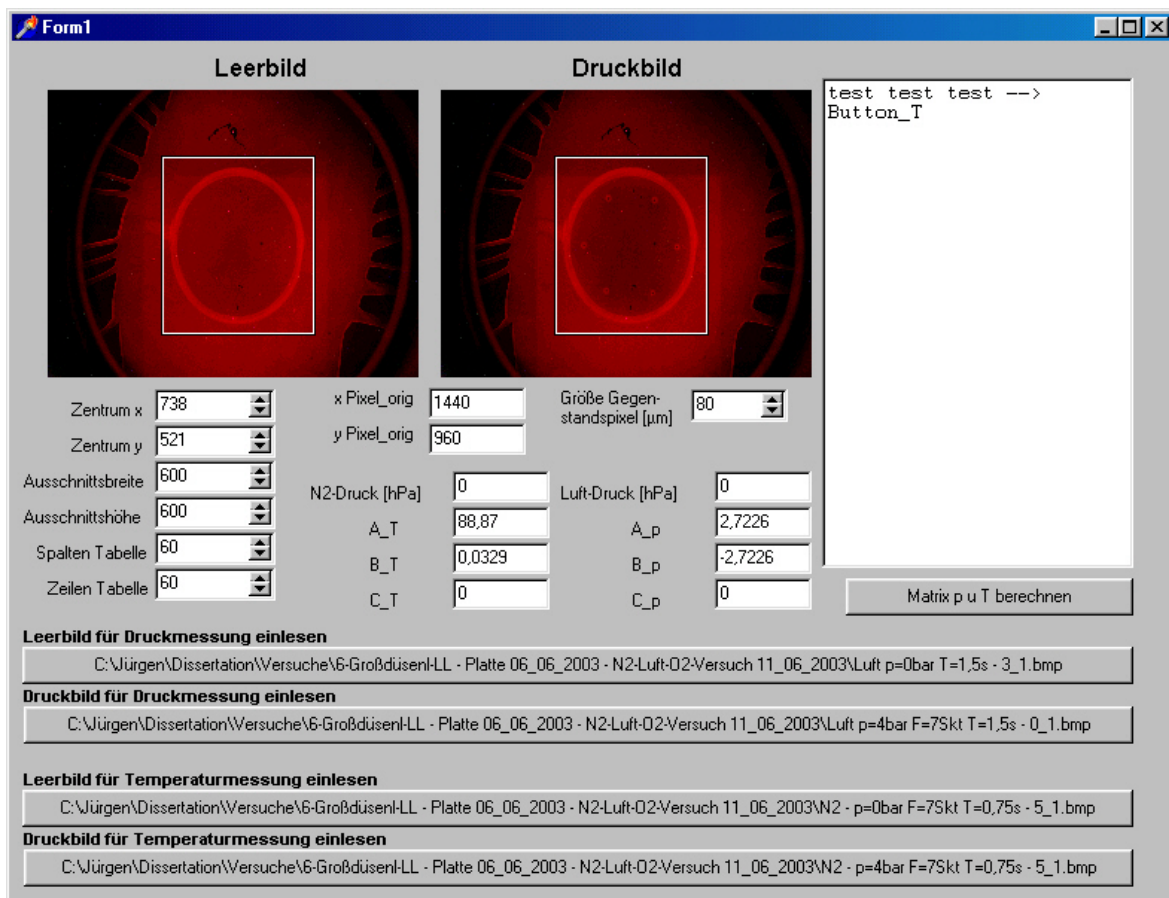 Form1
Leerbild
Druckbild
test test test -->
Button_T
Zentrum x 738
x Pixel_orig 1440
Größe Gegen-
standspixel [µm] 80
Zentrum y 521
y Pixel_orig 960
Ausschnittsbreite 600
N2-Druck [hPa] 0
Luft-Druck [hPa] 0
Ausschnittshöhe 600
A_T 88,87
A_p 2,7226
Spalten Tabelle 60
B_T 0,0329
B_p -2,7226
Zeilen Tabelle 60
C_T 0
C_p 0
Matrix p u T berechnen
Leerbild für Druckmessung einlesen
C:\Jürgen\Dissertation\Versuche\6-Großdüsenl-LL - Platte 06_06_2003 - N2-Luft-O2-Versuch 11_06_2003\Luft p=0bar T=1,5s - 3_1.bmp
Druckbild für Druckmessung einlesen
C:\Jürgen\Dissertation\Versuche\6-Großdüsenl-LL - Platte 06_06_2003 - N2-Luft-O2-Versuch 11_06_2003\Luft p=4bar F=7Skt T=1,5s - 0_1.bmp
Leerbild für Temperaturmessung einlesen
C:\Jürgen\Dissertation\Versuche\6-Großdüsenl-LL - Platte 06_06_2003 - N2-Luft-O2-Versuch 11_06_2003\N2 - p=0bar F=7Skt T=0,75s - 5_1.bmp
Druckbild für Temperaturmessung einlesen
C:\Jürgen\Dissertation\Versuche\6-Großdüsenl-LL - Platte 06_06_2003 - N2-Luft-O2-Versuch 11_06_2003\N2 - p=4bar F=7Skt T=0,75s - 5_1.bmp